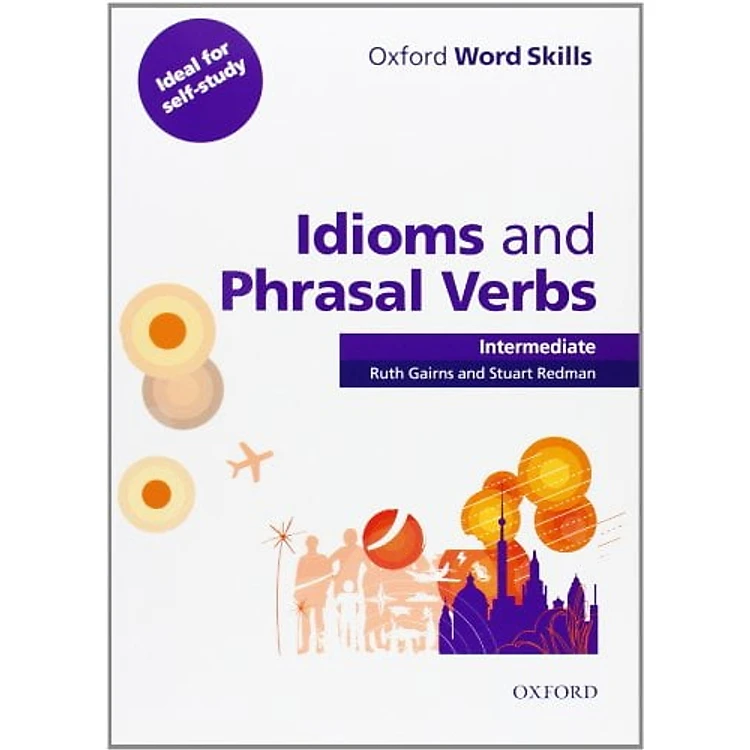 Ideal for
self-study
Oxford Word Skills
Idioms and
Phrasal Verbs
Intermediate
Ruth Gairns and Stuart Redman
OXFORD